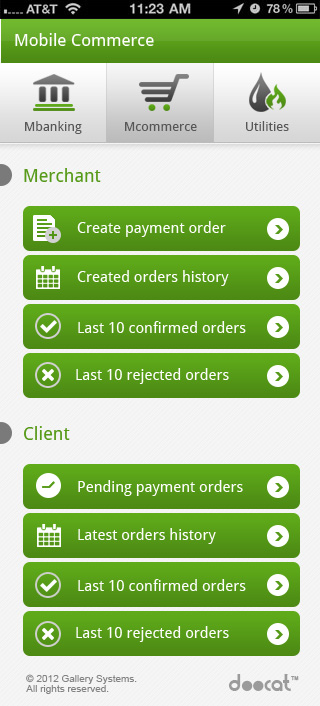 AT&T 11:23 AM 78%
Mobile Commerce
Mbanking Mcommerce Utilities
Merchant
Create payment order
Created orders history
Last 10 confirmed orders
Last 10 rejected orders
Client
Pending payment orders
Latest orders history
Last 10 confirmed orders
Last 10 rejected orders
© 2012 Gallery Systems.
All rights reserved.
doocat™